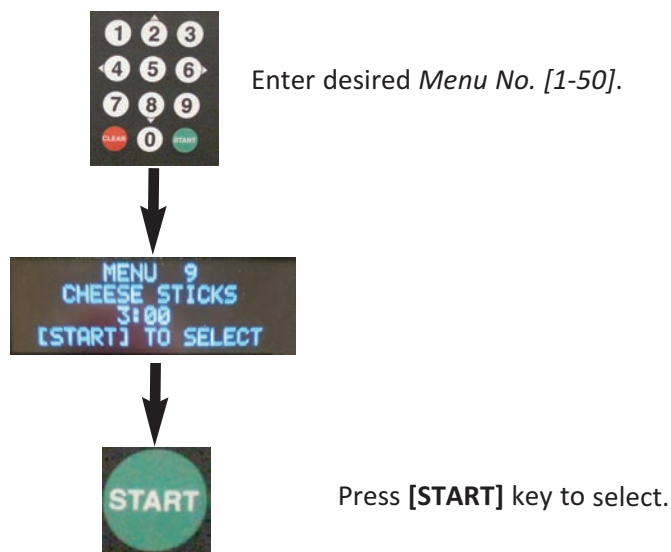 1 2 3
Enter desired Menu No. [1-50].
4 5 6
7 8 9
CLEAR 0 START
MENU 9
CHEESE STICKS
3:00
[START] TO SELECT
START
Press [START] key to select.